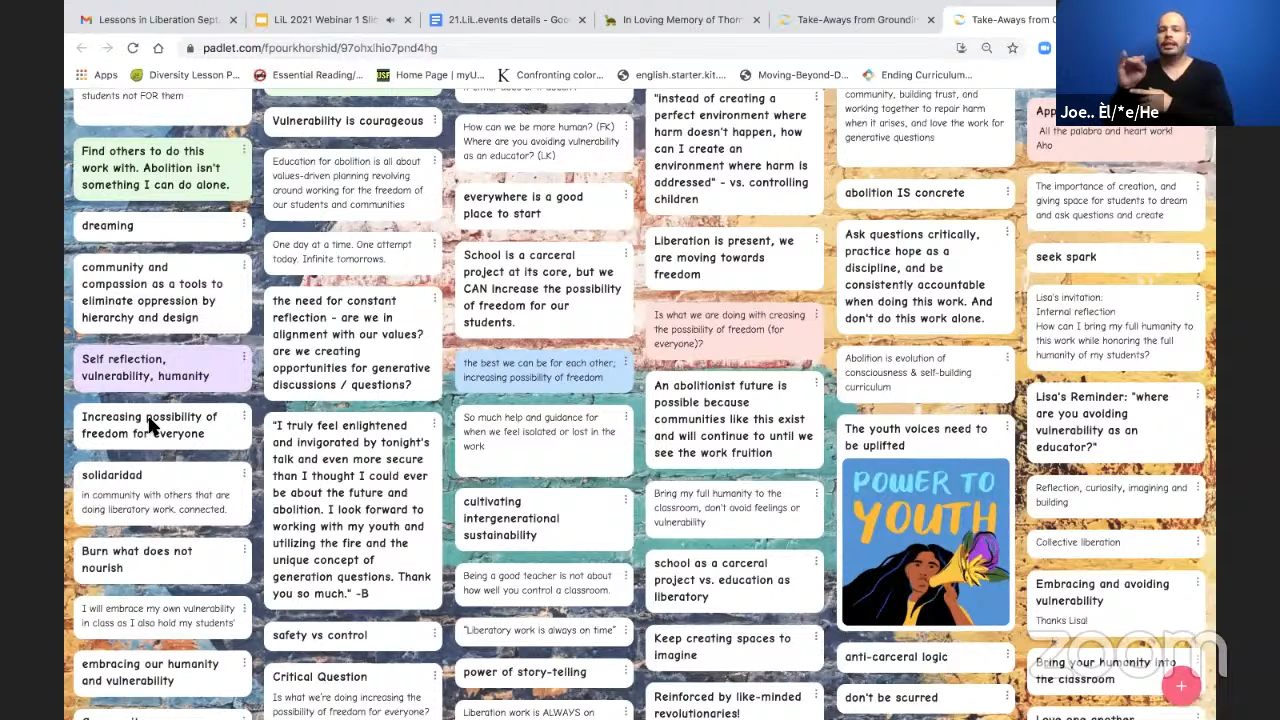 Lessons in Liberation Sept.
LiL 2021 Webinar 1 Sli
21.LiL.events details - Goo
In Loving Memory of Thom
Take-Aways from Groundin
Take-Aways from G
padlet.com/fpourkhorshid/97ohxihio7pnd4hg
Apps
Diversity Lesson P...
Essential Reading/...
Home Page | myU...
Confronting color...
english.starter.kit....
Moving-Beyond-D...
Ending Curriculum...
Joe.. Èl/*e/He
students not FOR them
Find others to do this
work with. Abolition isn't
something I can do alone.
dreaming
community and
compassion as a tools to
eliminate oppression by
hierarchy and design
Self reflection,
vulnerability, humanity
Increasing possibility of
freedom for everyone
solidaridad
in community with others that are
doing liberatory work. connected.
Burn what does not
nourish
I will embrace my own vulnerability
in class as I also hold my students'
embracing our humanity
and vulnerability
Vulnerability is courageous
Education for abolition is all about
values-driven planning revolving
around working for the freedom of
our students and communities
One day at a time. One attempt
today. Infinite tomorrows.
the need for constant
reflection - are we in
alignment with our values?
are we creating
opportunities for generative
discussions / questions?
"I truly feel enlightened
and invigorated by tonight's
talk and even more secure
than I thought I could ever
be about the future and
abolition. I look forward to
working with my youth and
utilizing the fire and the
unique concept of
generation questions. Thank
you so much." -B
safety vs control
Critical Question
Is what we're doing increasing the
possibility of freedom for everyone?
How can we be more human? (FK)
Where are you avoiding vulnerability
as an educator? (LK)
everywhere is a good
place to start
School is a carceral
project at its core, but we
CAN increase the possibility
of freedom for our
students.
the best we can be for each other;
increasing possibility of freedom
So much help and guidance for
when we feel isolated or lost in the
work
cultivating
intergenerational
sustainability
Being a good teacher is not about
how well you control a classroom.
"Liberatory work is always on time"
power of story-telling
Liberation work is ALWAYS on
"Instead of creating a
perfect environment where
harm doesn't happen, how
can I create an
environment where harm is
addressed" - vs. controlling
children
Liberation is present, we
are moving towards
freedom
Is what we are doing with creasing
the possibility of freedom (for
everyone)?
An abolitionist future is
possible because
communities like this exist
and will continue to until we
see the work fruition
Bring my full humanity to the
classroom, don't avoid feelings or
vulnerability
school as a carceral
project vs. education as
liberatory
Keep creating spaces to
imagine
Reinforced by like-minded
revolutionaries!
community, building trust, and
working together to repair harm
when it arises, and love the work for
generative questions
abolition IS concrete
Ask questions critically,
practice hope as a
discipline, and be
consistently accountable
when doing this work. And
don't do this work alone.
Abolition is evolution of
consciousness & self-building
curriculum
The youth voices need to
be uplifted
POWER TO
YOUTH
anti-carceral logic
don't be scurred
App
All the palabra and heart work!
Aho
The importance of creation, and
giving space for students to dream
and ask questions and create
seek spark
Lisa's invitation:
Internal reflection
How can I bring my full humanity to
this work while honoring the full
humanity of my students?
Lisa's Reminder: "where
are you avoiding
vulnerability as an
educator?"
Reflection, curiosity, imagining and
building
Collective liberation
Embracing and avoiding
vulnerability
Thanks Lisa!
Bring your humanity into
the classroom
Love one another
zoom